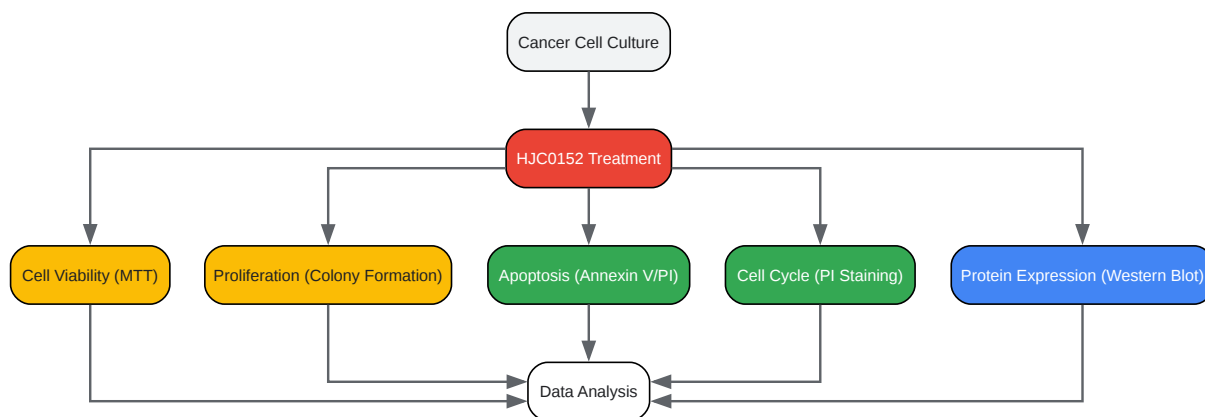 Cancer Cell Culture
HJC0152 Treatment
Cell Viability (MTT)
Proliferation (Colony Formation)
Apoptosis (Annexin V/PI)
Cell Cycle (PI Staining)
Protein Expression (Western Blot)
Data Analysis